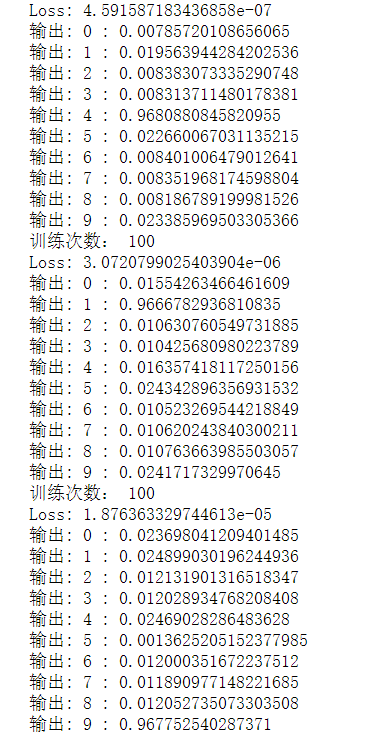 Loss: 4.591587183436858e-07
输出: 0 : 0.00785720108656065
输出: 1 : 0.019563944284202536
输出: 2 : 0.008383073335290748
输出: 3 : 0.008313711480178381
输出: 4 : 0.9680880845820955
输出: 5 : 0.022660067031135215
输出: 6 : 0.008401006479012641
输出: 7 : 0.008351968174598804
输出: 8 : 0.008186789199981526
输出: 9 : 0.023385969503305366
训练次数： 100
Loss: 3.0720799025403904e-06
输出: 0 : 0.01554263466461609
输出: 1 : 0.9666782936810835
输出: 2 : 0.010630760549731885
输出: 3 : 0.010425680980223789
输出: 4 : 0.016357418117250156
输出: 5 : 0.024342896356931532
输出: 6 : 0.010523269544218849
输出: 7 : 0.010620243840300211
输出: 8 : 0.010763663985503057
输出: 9 : 0.0241717329970645
训练次数： 100
Loss: 1.876363329744613e-05
输出: 0 : 0.023698041209401485
输出: 1 : 0.024899030196244936
输出: 2 : 0.012131901316518347
输出: 3 : 0.012028934768208408
输出: 4 : 0.02469028286483628
输出: 5 : 0.0013625205152377985
输出: 6 : 0.012000351672237512
输出: 7 : 0.011890977148221685
输出: 8 : 0.012052735073303508
输出: 9 : 0.967752540287371